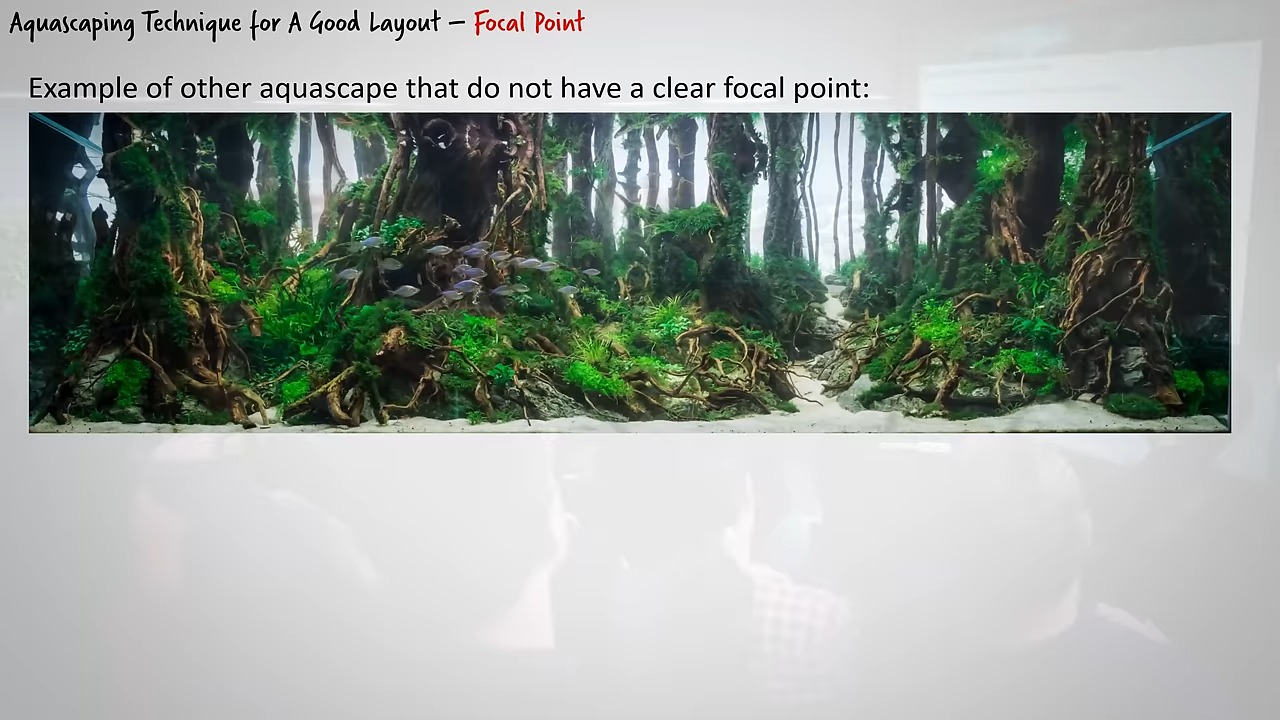 Aquascaping Technique for A Good Layout – Focal Point
Example of other aquascape that do not have a clear focal point: